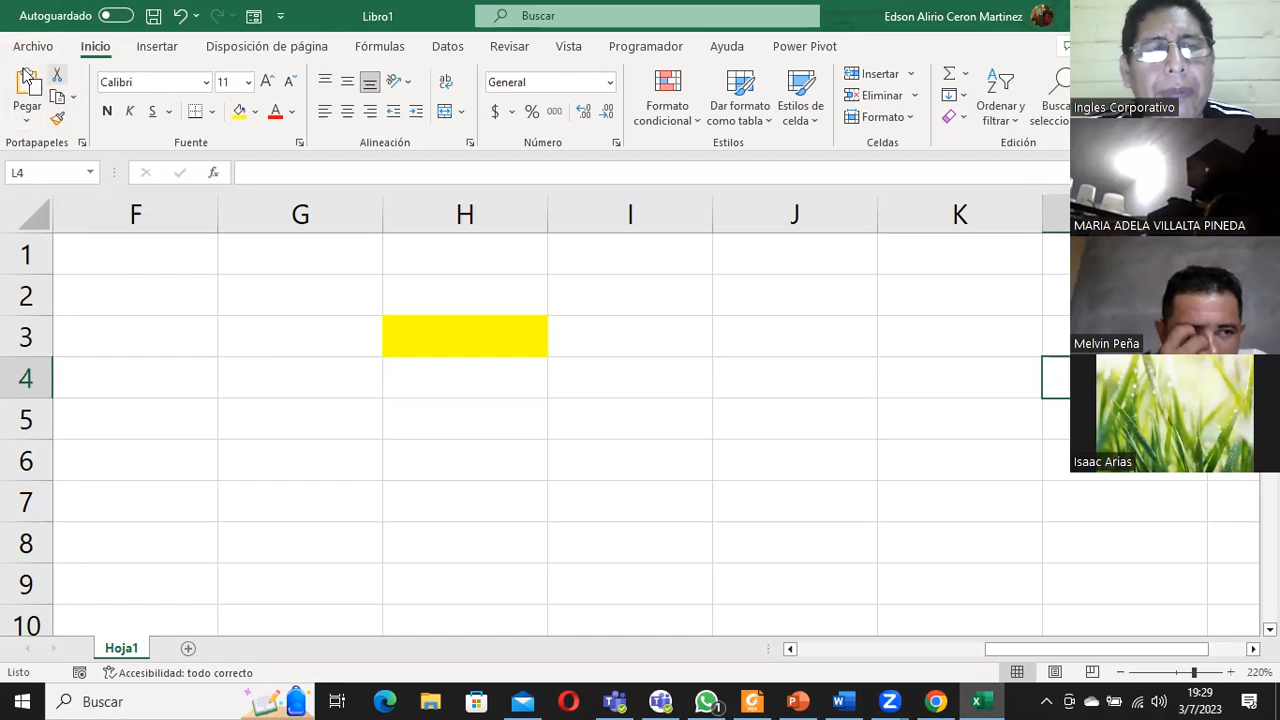 Autoguardado
Libro1
Buscar
Edson Alirio Ceron Martinez
Archivo Inicio Insertar Disposición de página Fórmulas Datos Revisar Vista Programador Ayuda Power Pivot
Pegar
Portapapeles
Calibri 11
N K S A
Fuente
ab
Alineación
General
$ % 000
Número
Formato condicional
Dar formato como tabla
Estilos de celda
Estilos
Insertar
Eliminar
Formato
Celdas
Ordenar y filtrar
Edición
L4
fx
F G H I J K
1
2
3
4
5
6
7
8
9
10
Ingles Corporativo
MARIA ADELA VILLALTA PINEDA
Melvin Peña
Isaac Arias
Hoja1
Listo
Accesibilidad: todo correcto
220%
Buscar
19:29
3/7/2023